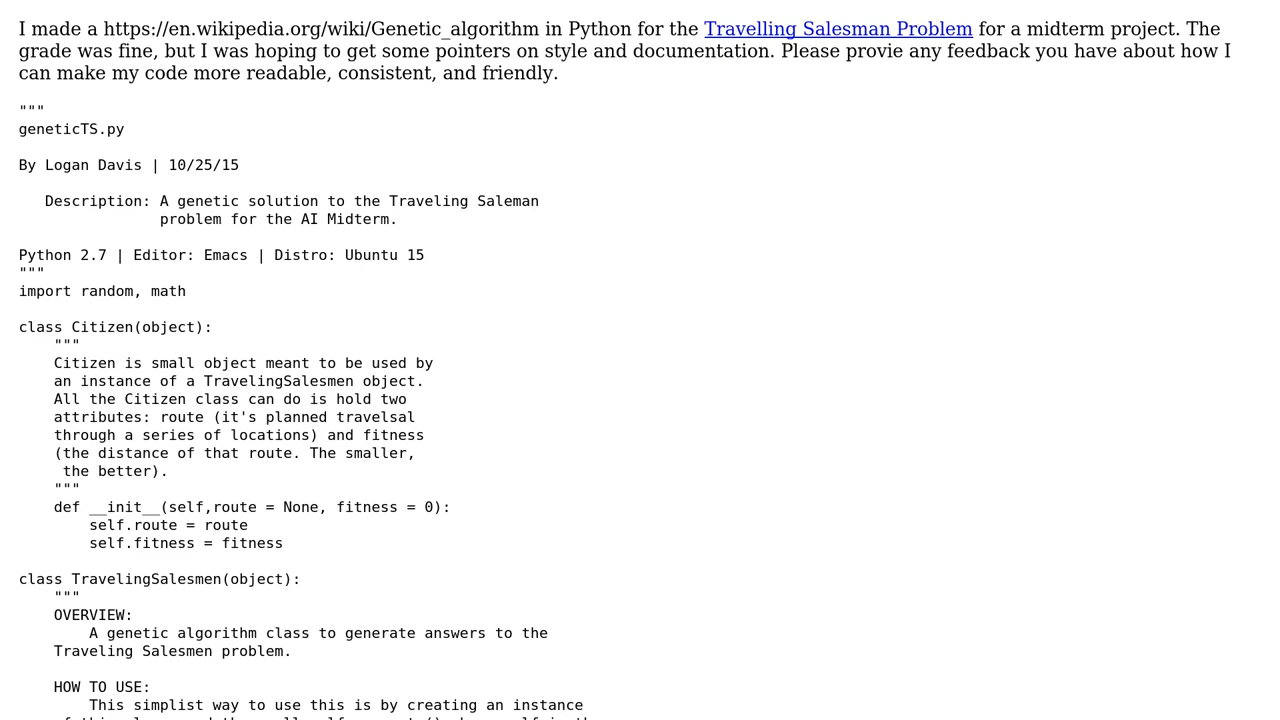 I made a https://en.wikipedia.org/wiki/Genetic_algorithm in Python for the Travelling Salesman Problem for a midterm project. The
grade was fine, but I was hoping to get some pointers on style and documentation. Please provie any feedback you have about how I
can make my code more readable, consistent, and friendly.
"""
geneticTS.py
By Logan Davis | 10/25/15
Description: A genetic solution to the Traveling Saleman
problem for the AI Midterm.
Python 2.7 | Editor: Emacs | Distro: Ubuntu 15
"""
import random, math
class Citizen(object):
"""
Citizen is small object meant to be used by
an instance of a TravelingSalesmen object.
All the Citizen class can do is hold two
attributes: route (it's planned travelsal
through a series of locations) and fitness
(the distance of that route. The smaller,
the better).
"""
def __init__(self,route = None, fitness = 0):
self.route = route
self.fitness = fitness
class TravelingSalesmen(object):
"""
OVERVIEW:
A genetic algorithm class to generate answers to the
Traveling Salesmen problem.
HOW TO USE:
This simplist way to use this is by creating an instance